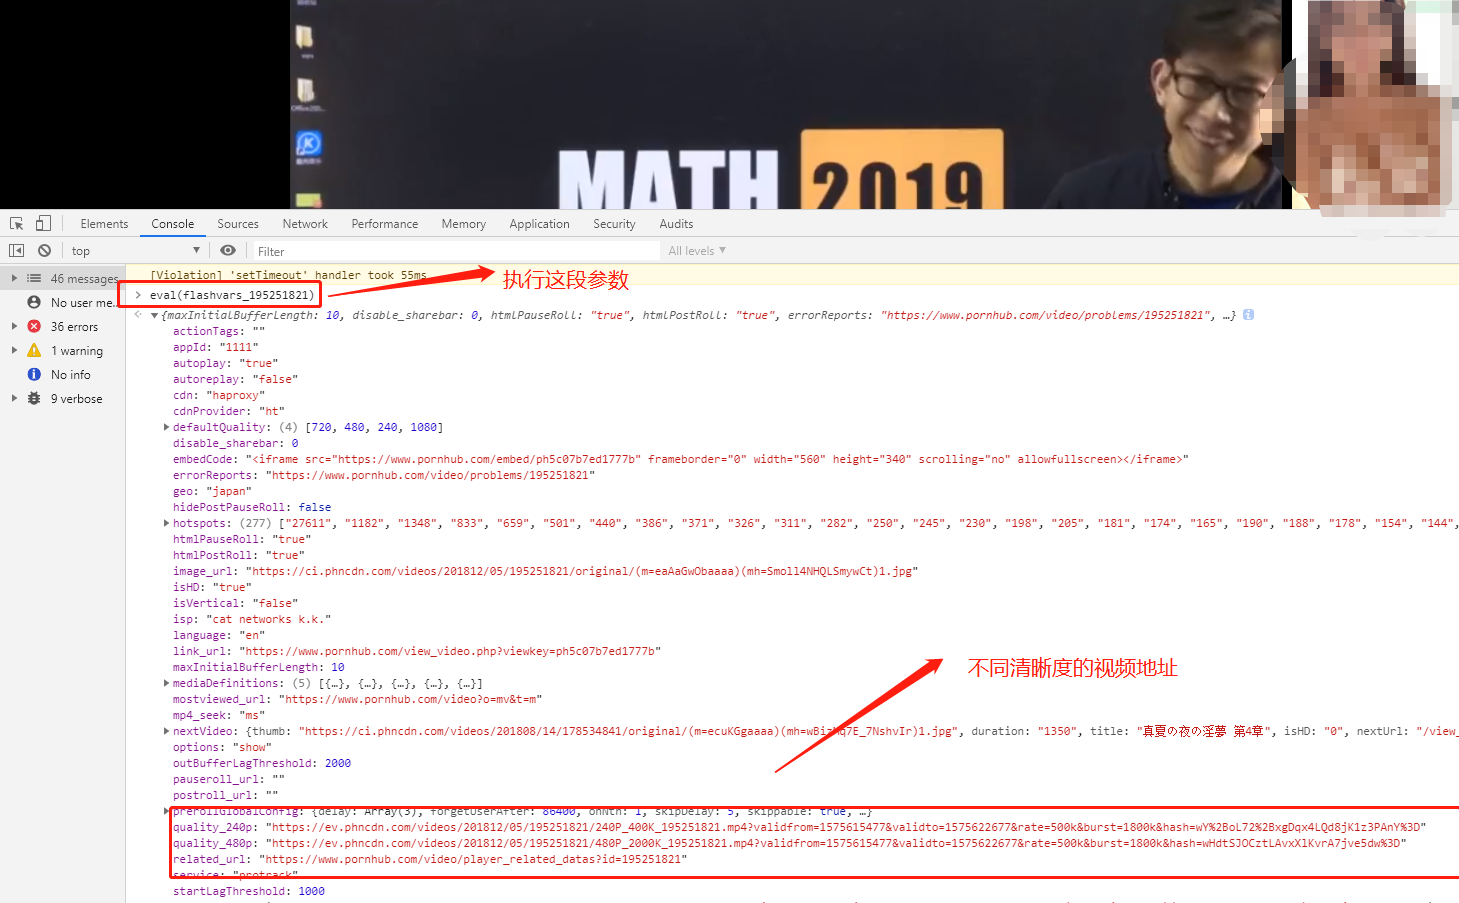 MATH 2019
Elements Console Sources Network Performance Memory Application Security Audits
top Filter All levels
46 messages
No user me...
36 errors
1 warning
No info
9 verbose
[Violation] 'setTimeout' handler took 55ms
执行这段参数
eval(flashvars_195251821)
{maxInitialBufferLength: 10, disable_sharebar: 0, htmlPauseRoll: "true", htmlPostRoll: "true", errorReports: "https://www.pornhub.com/video/problems/195251821", …}
actionTags: ""
appId: "1111"
autoplay: "true"
autoreplay: "false"
cdn: "haproxy"
cdnProvider: "ht"
defaultQuality: (4) [720, 480, 240, 1080]
disable_sharebar: 0
embedCode: "<iframe src="https://www.pornhub.com/embed/ph5c07b7ed1777b" frameborder="0" width="560" height="340" scrolling="no" allowfullscreen></iframe>"
errorReports: "https://www.pornhub.com/video/problems/195251821"
geo: "japan"
hidePostPauseRoll: false
hotspots: (277) ["27611", "1182", "1348", "833", "659", "501", "440", "386", "371", "326", "311", "282", "250", "245", "230", "198", "205", "181", "174", "165", "190", "188", "178", "154", "144",
htmlPauseRoll: "true"
htmlPostRoll: "true"
image_url: "https://ci.phncdn.com/videos/201812/05/195251821/original/(m=eaAaGwObaaaa)(mh=Smoll4NHQLSmywCt)1.jpg"
isHD: "true"
isVertical: "false"
isp: "cat networks k.k."
language: "en"
link_url: "https://www.pornhub.com/view_video.php?viewkey=ph5c07b7ed1777b"
maxInitialBufferLength: 10
不同清晰度的视频地址
mediaDefinitions: (5) [{…}, {…}, {…}, {…}, {…}]
mostviewed_url: "https://www.pornhub.com/video?o=mv&t=m"
mp4_seek: "ms"
nextVideo: {thumb: "https://ci.phncdn.com/videos/201808/14/178534841/original/(m=ecuKGgaaaa)(mh=wBizHq7E_7NshvIr)1.jpg", duration: "1350", title: "真夏の夜の淫夢 第4章", isHD: "0", nextUrl: "/view_
options: "show"
outBufferLagThreshold: 2000
pauseroll_url: ""
postroll_url: ""
prerollGlobalConfig: {delay: Array(3), forgetUserAfter: 86400, onNth: 1, skipDelay: 5, skippable: true, …}
quality_240p: "https://ev.phncdn.com/videos/201812/05/195251821/240P_400K_195251821.mp4?validfrom=1575615477&validto=1575622677&rate=500k&burst=1800k&hash=wY%2BoL72%2BxgDqx4LQd8jK1z3PAnY%3D"
quality_480p: "https://ev.phncdn.com/videos/201812/05/195251821/480P_2000K_195251821.mp4?validfrom=1575615477&validto=1575622677&rate=500k&burst=1800k&hash=wHdtSJOCztLAvxXlKvrA7jve5dw%3D"
related_url: "https://www.pornhub.com/video/player_related_datas?id=195251821"
service: "protrack"
startLagThreshold: 1000